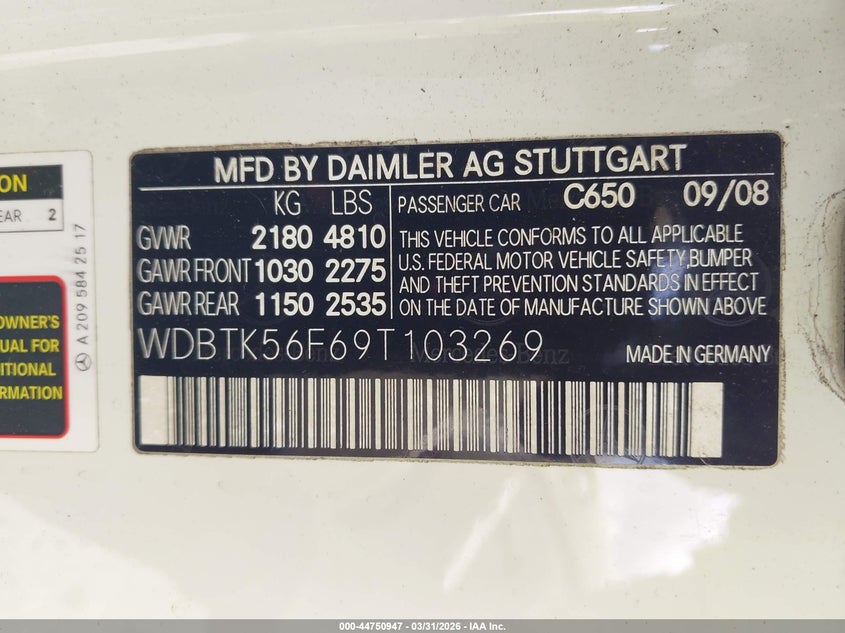 MFD BY DAIMLER AG STUTTGART
KG LBS
GVWR 2180 4810
GAWR FRONT 1030 2275
GAWR REAR 1150 2535
PASSENGER CAR C650 09/08
THIS VEHICLE CONFORMS TO ALL APPLICABLE
U.S. FEDERAL MOTOR VEHICLE SAFETY,BUMPER
AND THEFT PREVENTION STANDARDS IN EFFECT
ON THE DATE OF MANUFACTURE SHOWN ABOVE
WDBTK56F69T103269
MADE IN GERMANY
ON
EAR 2
OWNER'S
UAL FOR
ITIONAL
FORMATION
A 209 584 25 17
000-44750947 - 03/31/2026 - IAA Inc.